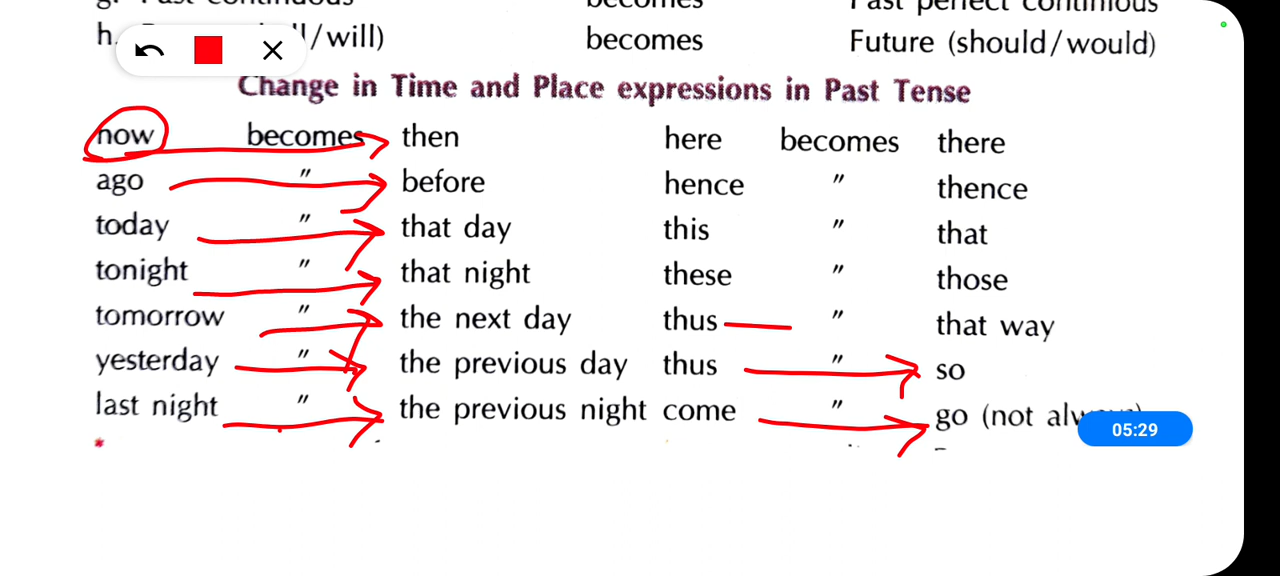 becomes
h. /will) becomes Future (should/would)
Change in Time and Place expressions in Past Tense
now becomes then here becomes there
ago " before hence " thence
today " that day this " that
tonight " that night these " those
tomorrow " the next day thus " that way
yesterday " the previous day thus " so
last night " the previous night come " go (not
05:29
*